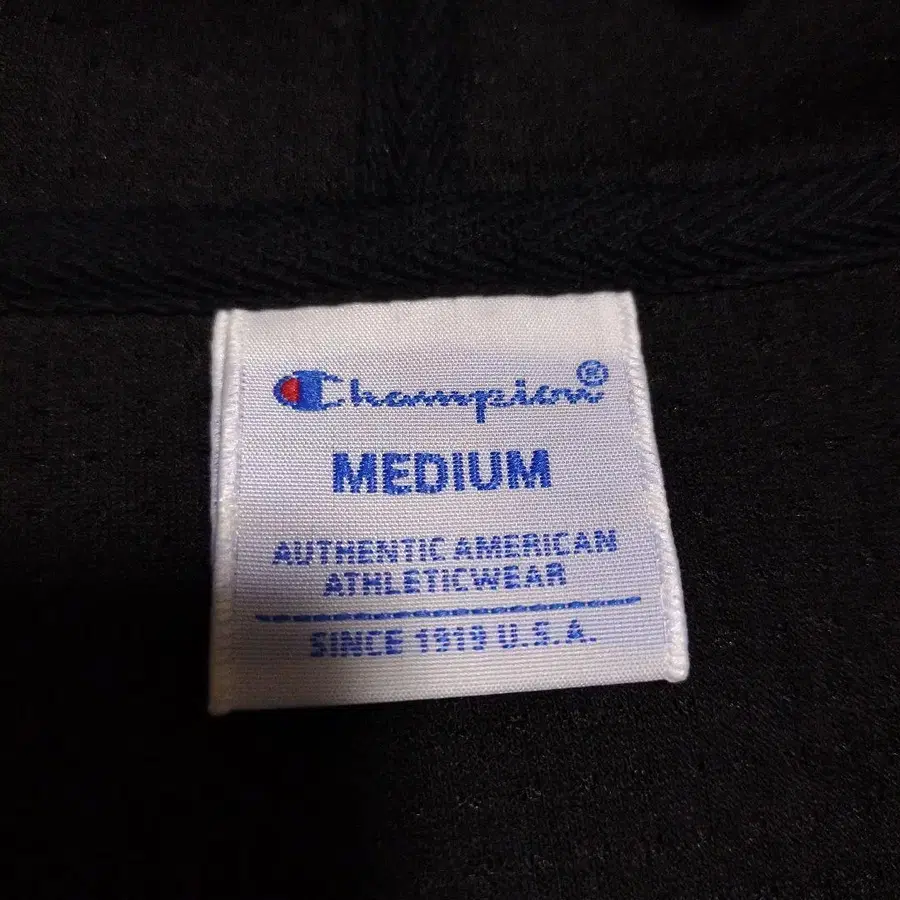 Champion®
MEDIUM
AUTHENTIC AMERICAN
ATHLETICWEAR
SINCE 1919 U.S.A.